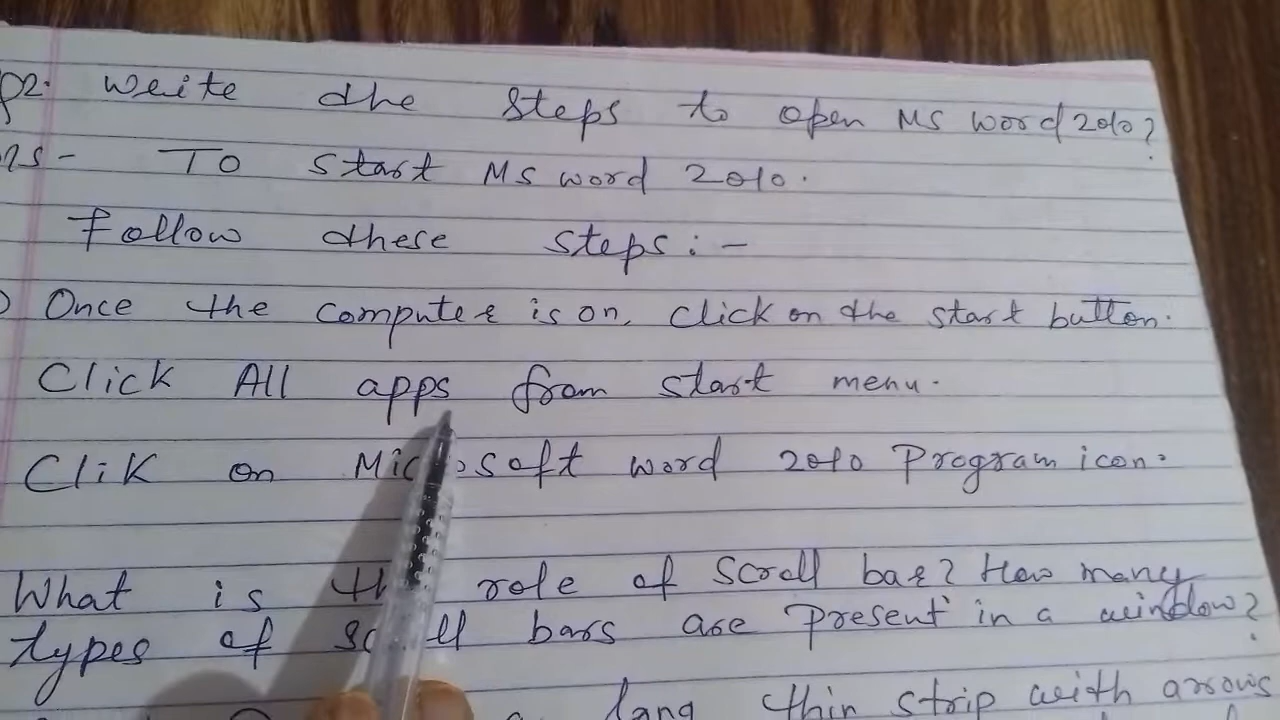 Q2. Write the steps to open MS word 2010?
ns - To start MS word 2010.
Follow these steps:-
Once the computer is on, click on the start button.
Click All apps from start menu.
Clik on Microsoft word 2010 Program icon.
What is the role of scroll bar? How many
types of scroll bars are present in a window?
long thin strip with arrows